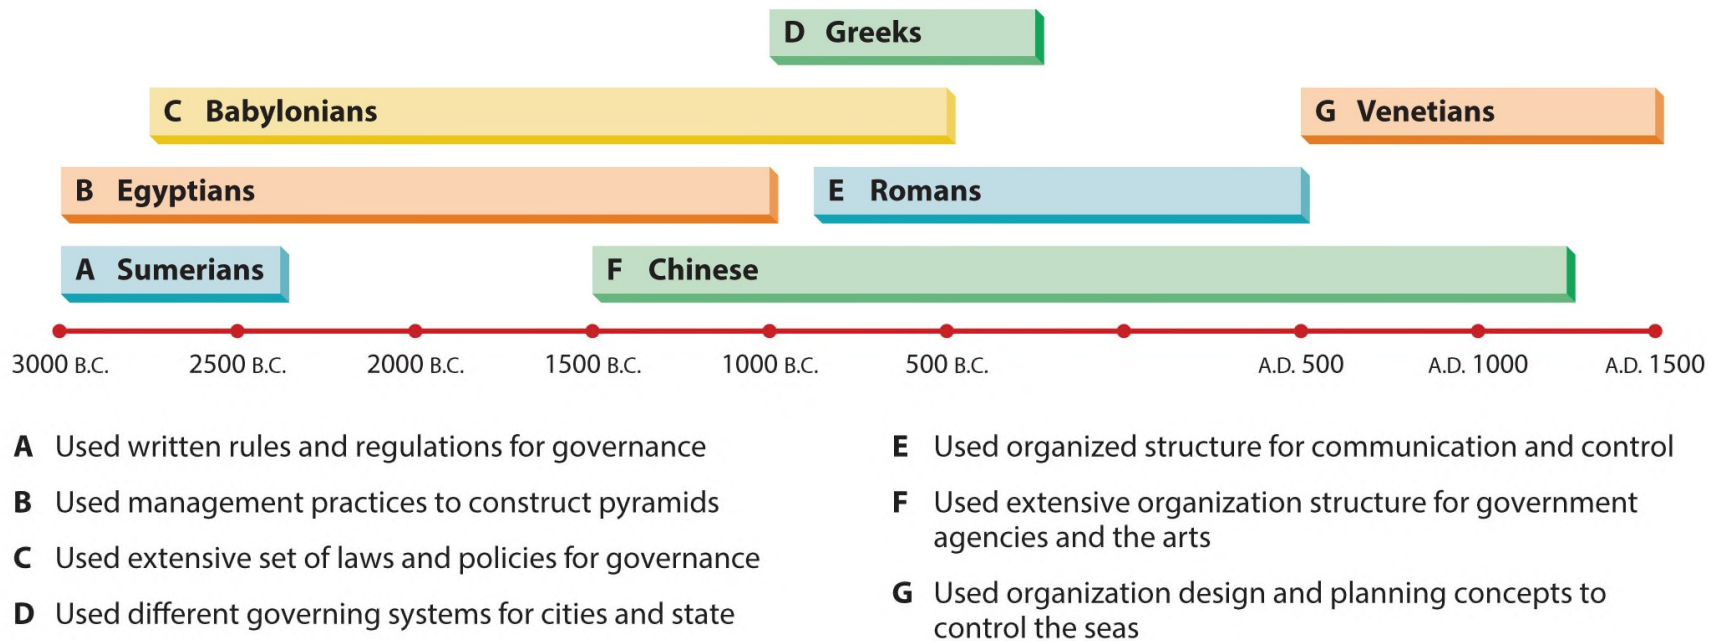 D Greeks
C Babylonians
G Venetians
B Egyptians
E Romans
A Sumerians
F Chinese
3000 B.C. 2500 B.C. 2000 B.C. 1500 B.C. 1000 B.C. 500 B.C. A.D. 500 A.D. 1000 A.D. 1500
A Used written rules and regulations for governance
B Used management practices to construct pyramids
C Used extensive set of laws and policies for governance
D Used different governing systems for cities and state
E Used organized structure for communication and control
F Used extensive organization structure for government
agencies and the arts
G Used organization design and planning concepts to
control the seas